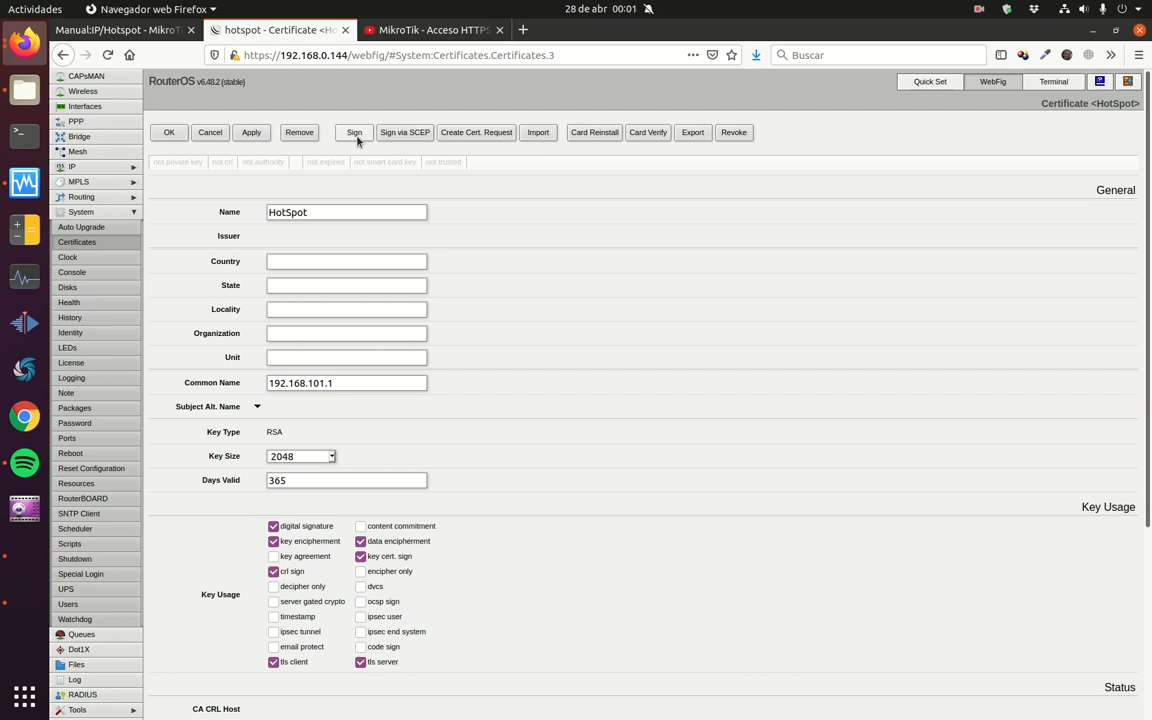 Actividades
Navegador web Firefox
28 de abr 00:01
Manual:IP/Hotspot - MikroT
hotspot - Certificate <Ho
MikroTik - Acceso HTTPS
https://192.168.0.144/webfig/#System:Certificates.Certificates.3
Buscar
CAPsMAN
Wireless
Interfaces
PPP
Bridge
Mesh
IP
MPLS
Routing
System
Auto Upgrade
Certificates
Clock
Console
Disks
Health
History
Identity
LEDs
License
Logging
Note
Packages
Password
Ports
Reboot
Reset Configuration
Resources
RouterBOARD
SNTP Client
Scheduler
Scripts
Shutdown
Special Login
UPS
Users
Watchdog
Queues
Dot1X
Files
Log
RADIUS
Tools
RouterOS v6.48.2 (stable)
Quick Set
WebFig
Terminal
Certificate <HotSpot>
OK
Cancel
Apply
Remove
Sign
Sign via SCEP
Create Cert. Request
Import
Card Reinstall
Card Verify
Export
Revoke
not private key
not crl
not authority
not expired
not smart card key
not trusted
General
Name HotSpot
Issuer
Country
State
Locality
Organization
Unit
Common Name 192.168.101.1
Subject Alt. Name
Key Type RSA
Key Size 2048
Days Valid 365
Key Usage
Key Usage
digital signature content commitment
key encipherment data encipherment
key agreement key cert. sign
crl sign encipher only
decipher only dvcs
server gated crypto ocsp sign
timestamp ipsec user
ipsec tunnel ipsec end system
email protect code sign
tls client tls server
Status
CA CRL Host